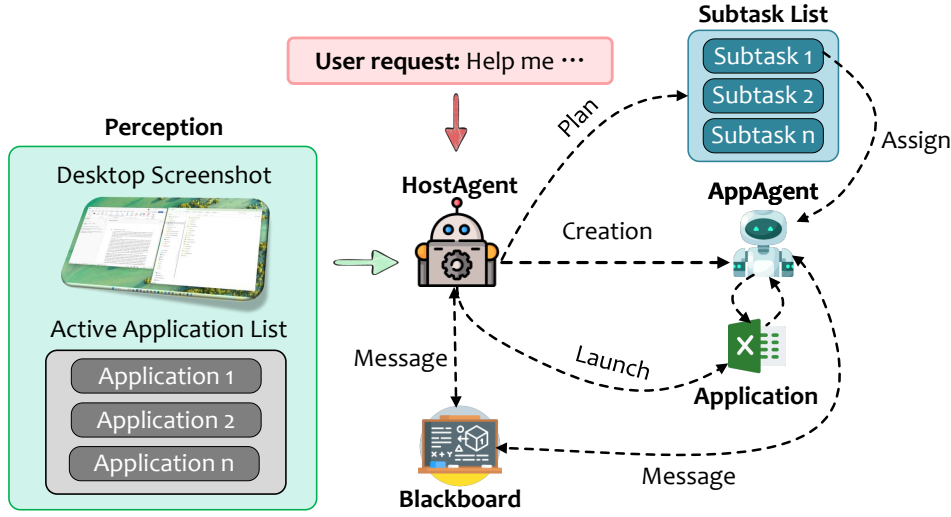 Subtask List
Subtask 1
Subtask 2
Subtask n
User request: Help me ⋯
Plan
Assign
Perception
Desktop Screenshot
HostAgent
AppAgent
Creation
Active Application List
Application 1
Application 2
Application n
Message
Launch
X
Application
X + Y
1
Blackboard
Message